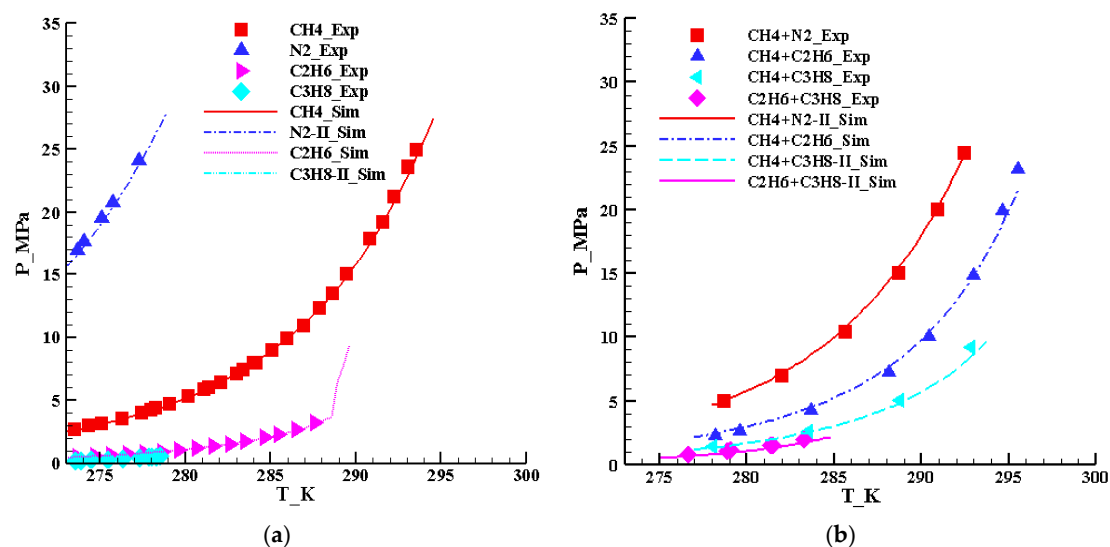 35
30
25
20
15
10
5
0
P_MPa
275
280
285
290
295
300
T_K
CH4_Exp
N2_Exp
C2H6_Exp
C3H8_Exp
CH4_Sim
N2-II_Sim
C2H6_Sim
C3H8-II_Sim
(a)
35
30
25
20
15
10
5
0
P_MPa
275
280
285
290
295
300
T_K
CH4+N2_Exp
CH4+C2H6_Exp
CH4+C3H8_Exp
C2H6+C3H8_Exp
CH4+N2-II_Sim
CH4+C2H6_Sim
CH4+C3H8-II_Sim
C2H6+C3H8-II_Sim
(b)